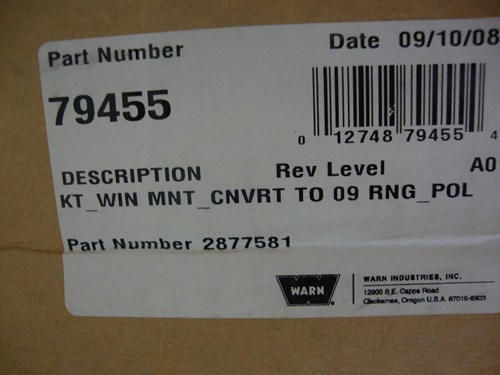 Part Number
Date 09/10/08
79455
0 12748 79455 4
DESCRIPTION Rev Level A0
KT_WIN MNT_CNVRT TO 09 RNG_POL
Part Number 2877581
WARN
WARN INDUSTRIES, INC.
12900 S.E. Capps Road
Clackamas, Oregon U.S.A. 97015-8903